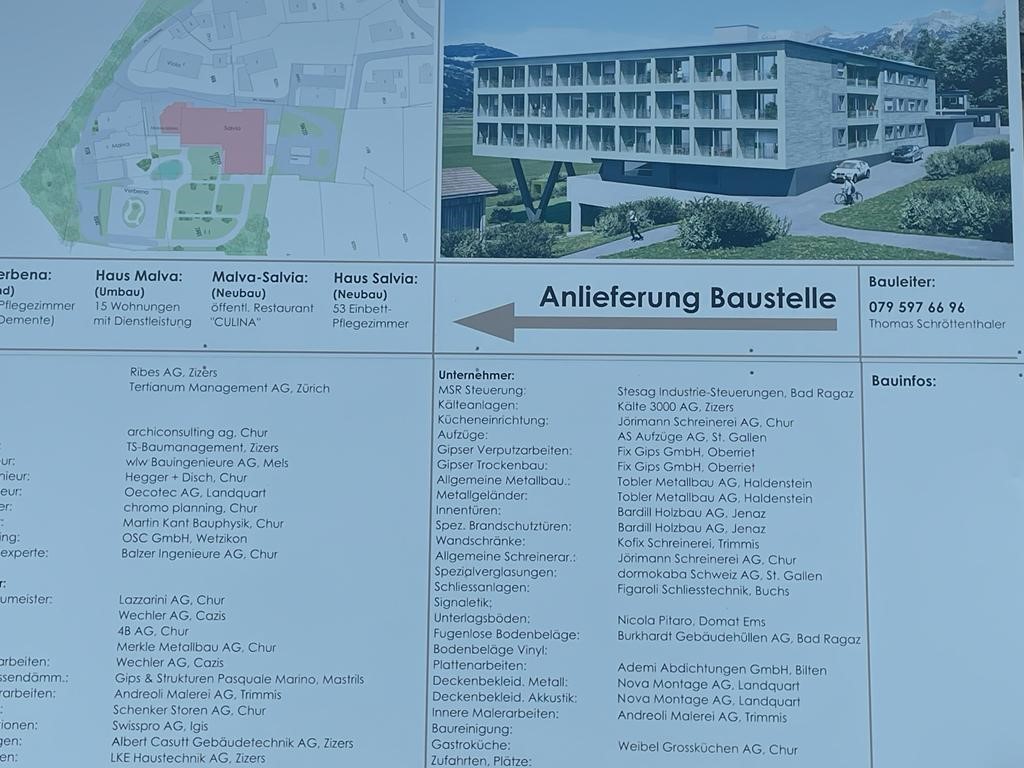 Viola
Salvia
Malva
Verbena
erbena:
Pflegezimmer
Demente)
Haus Malva:
(Umbau)
15 Wohnungen
mit Dienstleistung
Malva-Salvia:
(Neubau)
öffentl. Restaurant
"CULINA"
Haus Salvia:
(Neubau)
53 Einbett-
Pflegezimmer
Anlieferung Baustelle
Bauleiter:
079 597 66 96
Thomas Schröttenthaler
Ribes AG, Zizers
Tertianum Management AG, Zürich
archiconsulting ag, Chur
TS-Baumanagement, Zizers
ur: wlw Bauingenieure AG, Mels
nieur: Hegger + Disch, Chur
eur: Oecotec AG, Landquart
er: chromo planning, Chur
Martin Kant Bauphysik, Chur
ing: OSC GmbH, Wetzikon
experte: Balzer Ingenieure AG, Chur
r:
umeister: Lazzarini AG, Chur
Wechler AG, Cazis
4B AG, Chur
Merkle Metallbau AG, Chur
arbeiten: Wechler AG, Cazis
ssendämm.: Gips & Strukturen Pasquale Marino, Mastrils
rarbeiten: Andreoli Malerei AG, Trimmis
Schenker Storen AG, Chur
ionen: Swisspro AG, Igis
gen: Albert Casutt Gebäudetechnik AG, Zizers
en: LKE Haustechnik AG, Zizers
Unternehmer:
MSR Steuerung: Stesag Industrie-Steuerungen, Bad Ragaz
Kälteanlagen: Kälte 3000 AG, Zizers
Kücheneinrichtung: Jörimann Schreinerei AG, Chur
Aufzüge: AS Aufzüge AG, St. Gallen
Gipser Verputzarbeiten: Fix Gips GmbH, Oberriet
Gipser Trockenbau: Fix Gips GmbH, Oberriet
Allgemeine Metallbau.: Tobler Metallbau AG, Haldenstein
Metallgeländer: Tobler Metallbau AG, Haldenstein
Innentüren: Bardill Holzbau AG, Jenaz
Spez. Brandschutztüren: Bardill Holzbau AG, Jenaz
Wandschränke: Kofix Schreinerei, Trimmis
Allgemeine Schreinerar.: Jörimann Schreinerei AG, Chur
Spezialverglasungen: dormokaba Schweiz AG, St. Gallen
Schliessanlagen: Figaroli Schliesstechnik, Buchs
Signaletik;
Unterlagsböden: Nicola Pitaro, Domat Ems
Fugenlose Bodenbeläge: Burkhardt Gebäudehüllen AG, Bad Ragaz
Bodenbeläge Vinyl:
Plattenarbeiten: Ademi Abdichtungen GmbH, Bilten
Deckenbekleid. Metall: Nova Montage AG, Landquart
Deckenbekleid. Akkustik: Nova Montage AG, Landquart
Innere Malerarbeiten: Andreoli Malerei AG, Trimmis
Baureinigung:
Gastroküche: Weibel Grossküchen AG, Chur
Zufahrten, Plätze:
Bauinfos: